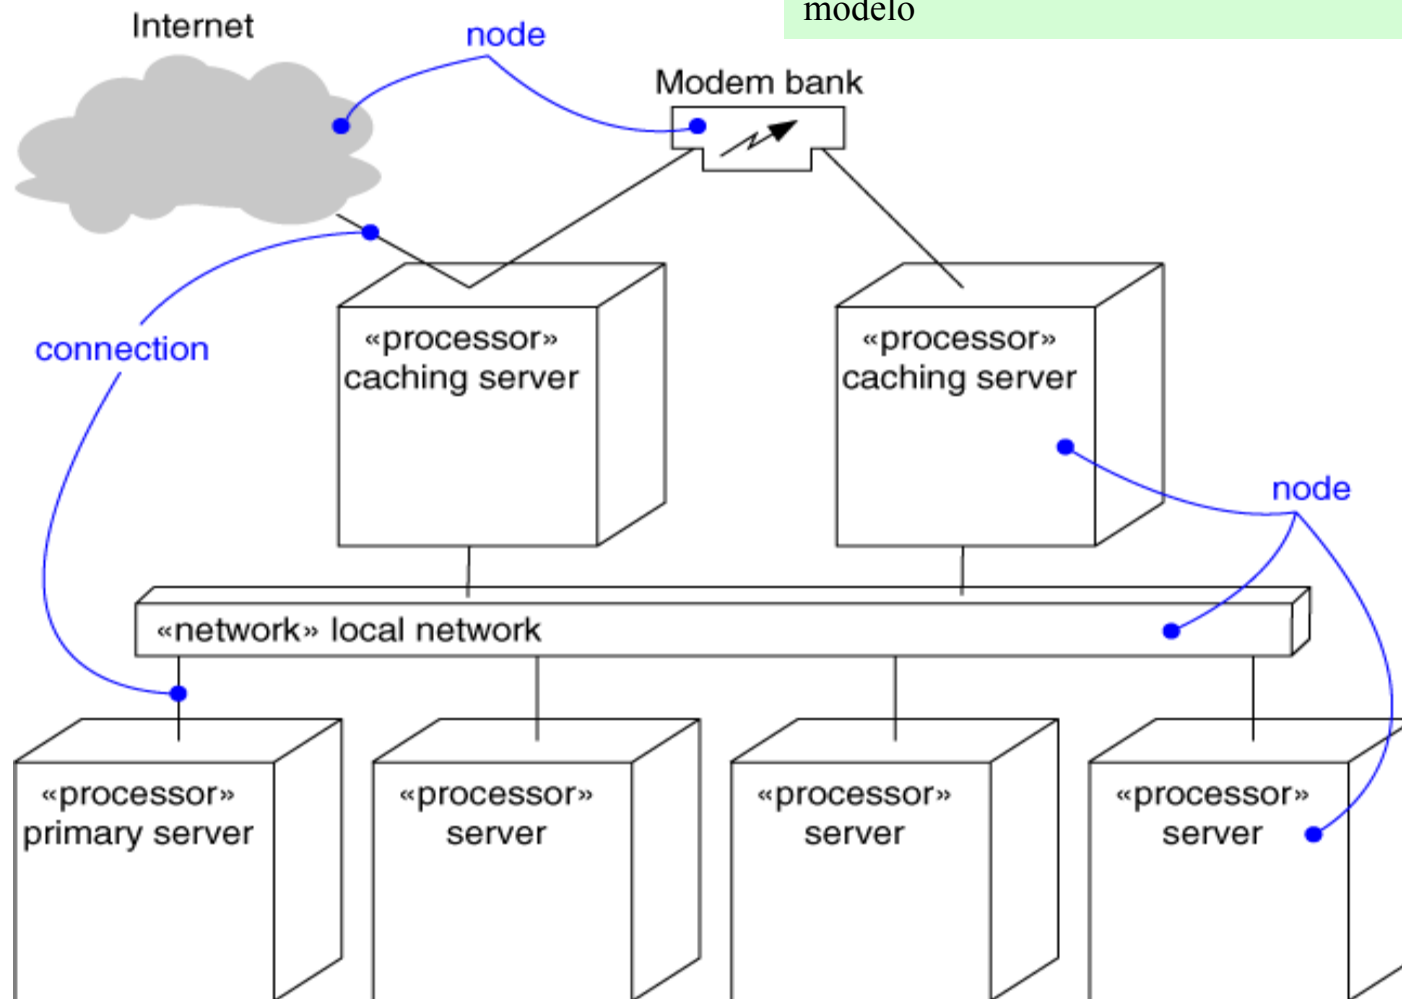 modelo
Internet
node
Modem bank
connection
«processor»
caching server
«processor»
caching server
node
«network» local network
«processor»
primary server
«processor»
server
«processor»
server
«processor»
server